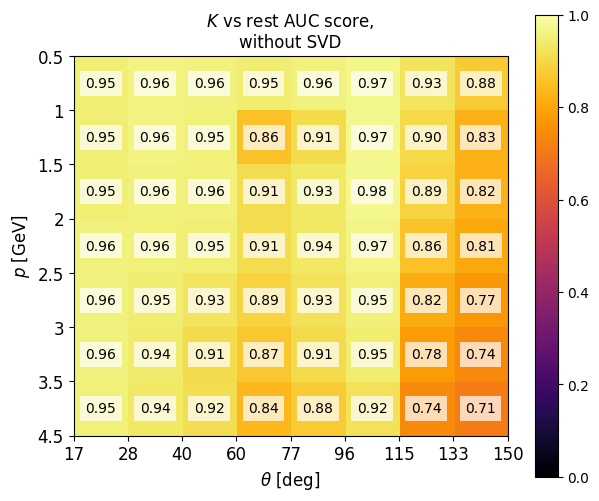 K vs rest AUC score,
without SVD
0.5
0.95 0.96 0.96 0.95 0.96 0.97 0.93 0.88
1
0.95 0.96 0.95 0.86 0.91 0.97 0.90 0.83
1.5
0.95 0.96 0.96 0.91 0.93 0.98 0.89 0.82
2
0.96 0.96 0.95 0.91 0.94 0.97 0.86 0.81
2.5
0.96 0.95 0.93 0.89 0.93 0.95 0.82 0.77
3
0.96 0.94 0.91 0.87 0.91 0.95 0.78 0.74
3.5
0.95 0.94 0.92 0.84 0.88 0.92 0.74 0.71
4.5
p [GeV]
17 28 40 60 77 96 115 133 150
θ [deg]
1.0
0.8
0.6
0.4
0.2
0.0